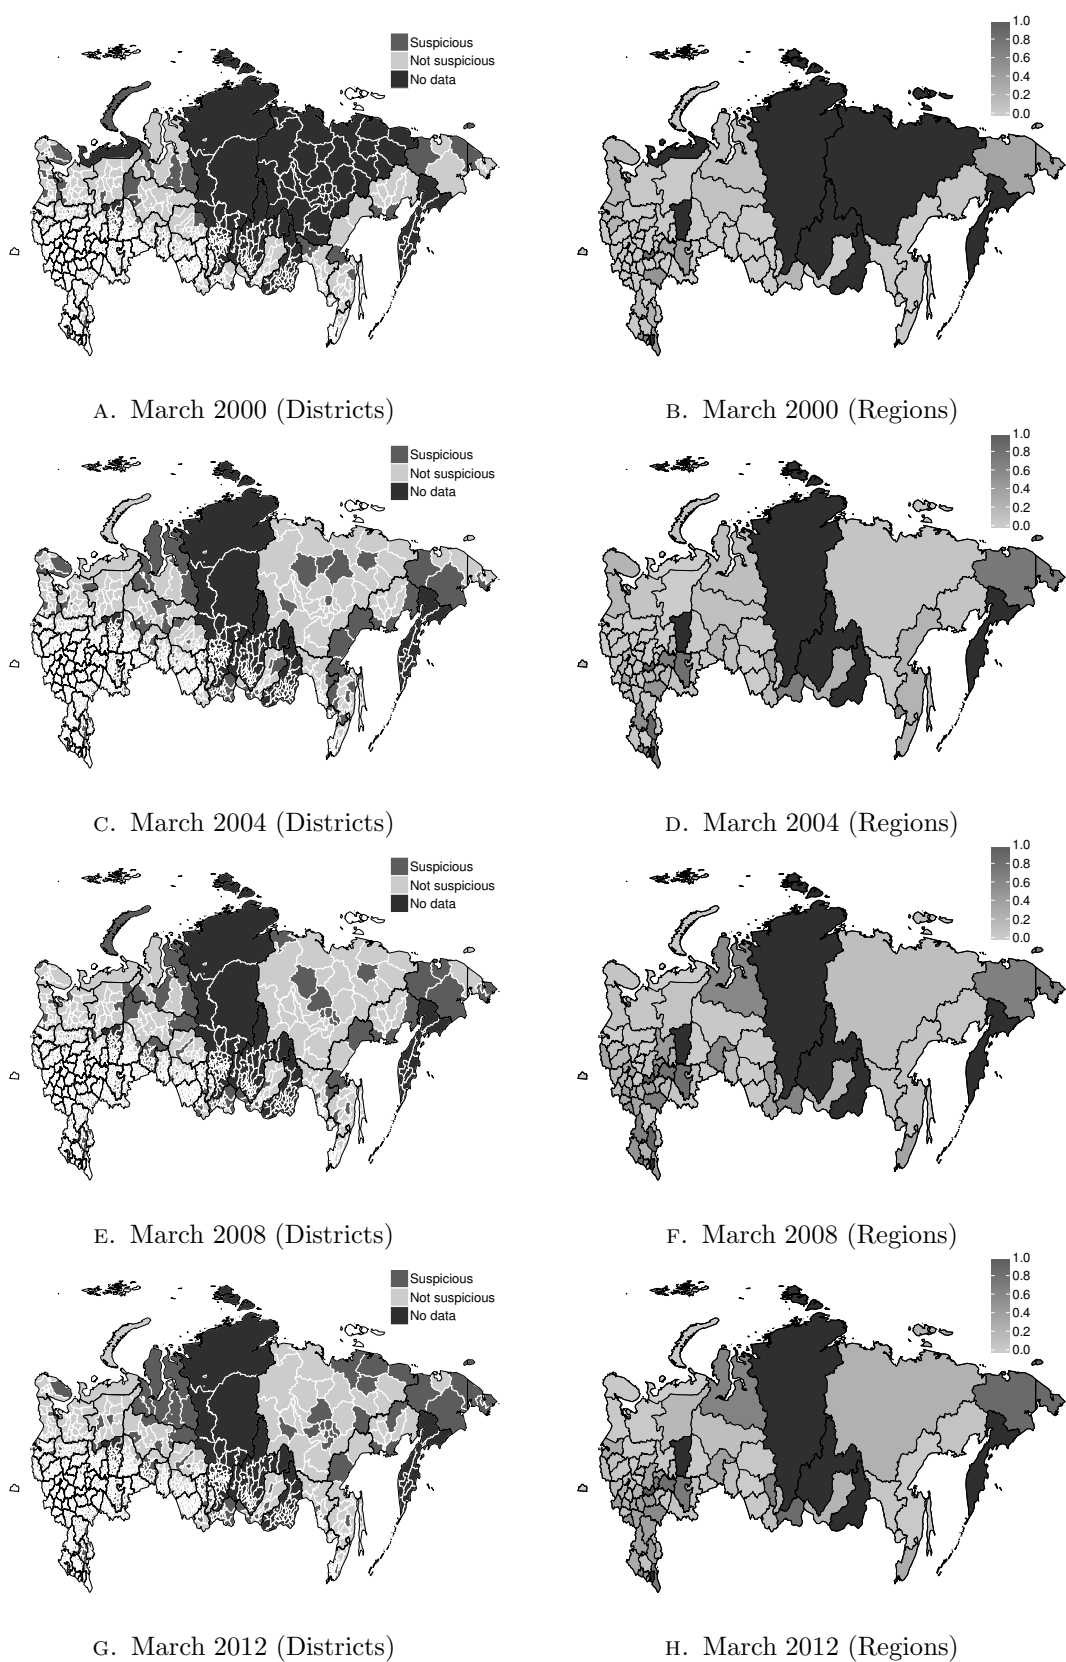 Suspicious
Not suspicious
No data
1.0
0.8
0.6
0.4
0.2
0.0
A. March 2000 (Districts)
B. March 2000 (Regions)
Suspicious
Not suspicious
No data
1.0
0.8
0.6
0.4
0.2
0.0
C. March 2004 (Districts)
D. March 2004 (Regions)
Suspicious
Not suspicious
No data
1.0
0.8
0.6
0.4
0.2
0.0
E. March 2008 (Districts)
F. March 2008 (Regions)
Suspicious
Not suspicious
No data
1.0
0.8
0.6
0.4
0.2
0.0
G. March 2012 (Districts)
H. March 2012 (Regions)